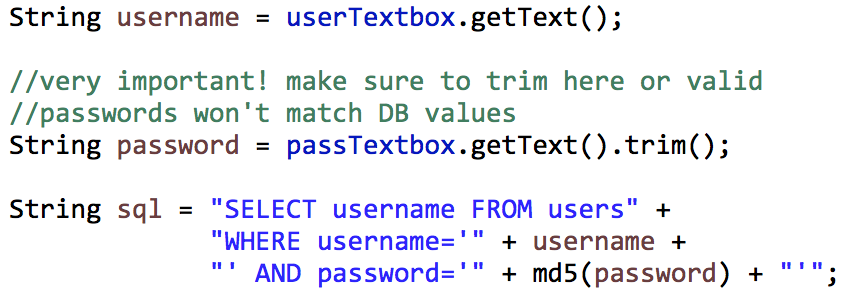 String username = userTextbox.getText();
//very important! make sure to trim here or valid
//passwords won't match DB values
String password = passTextbox.getText().trim();
String sql = "SELECT username FROM users" +
"WHERE username='" + username +
"' AND password='" + md5(password) + "'";